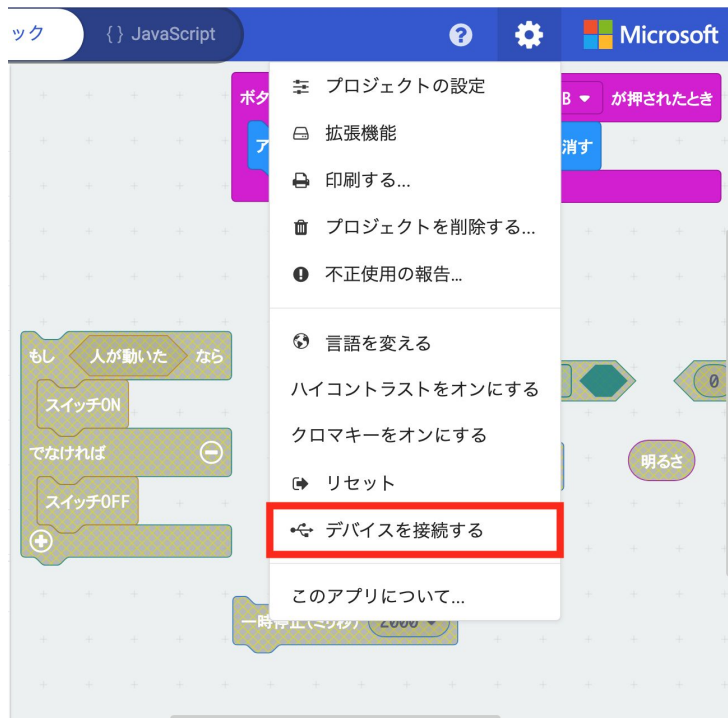 ック
{} JavaScript
Microsoft
プロジェクトの設定
拡張機能
印刷する...
プロジェクトを削除する...
不正使用の報告...
言語を変える
ハイコントラストをオンにする
クロマキーをオンにする
リセット
デバイスを接続する
このアプリについて...
ボタ
B
が押されたとき
ア
消す
もし 人が動いた なら
スイッチON
でなければ
スイッチOFF
0
明るさ
一時停止(ミリ秒) 2000